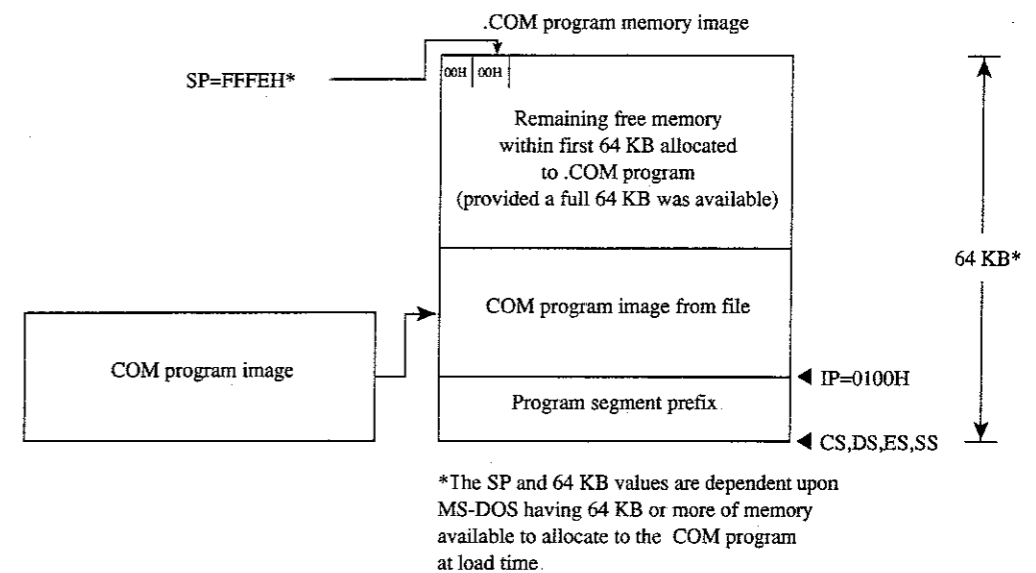 .COM program memory image
SP=FFFEH*
00H 00H
Remaining free memory
within first 64 KB allocated
to .COM program
(provided a full 64 KB was available)
64 KB*
COM program image from file
COM program image
IP=0100H
Program segment prefix
CS,DS,ES,SS
*The SP and 64 KB values are dependent upon
MS-DOS having 64 KB or more of memory
available to allocate to the COM program
at load time.